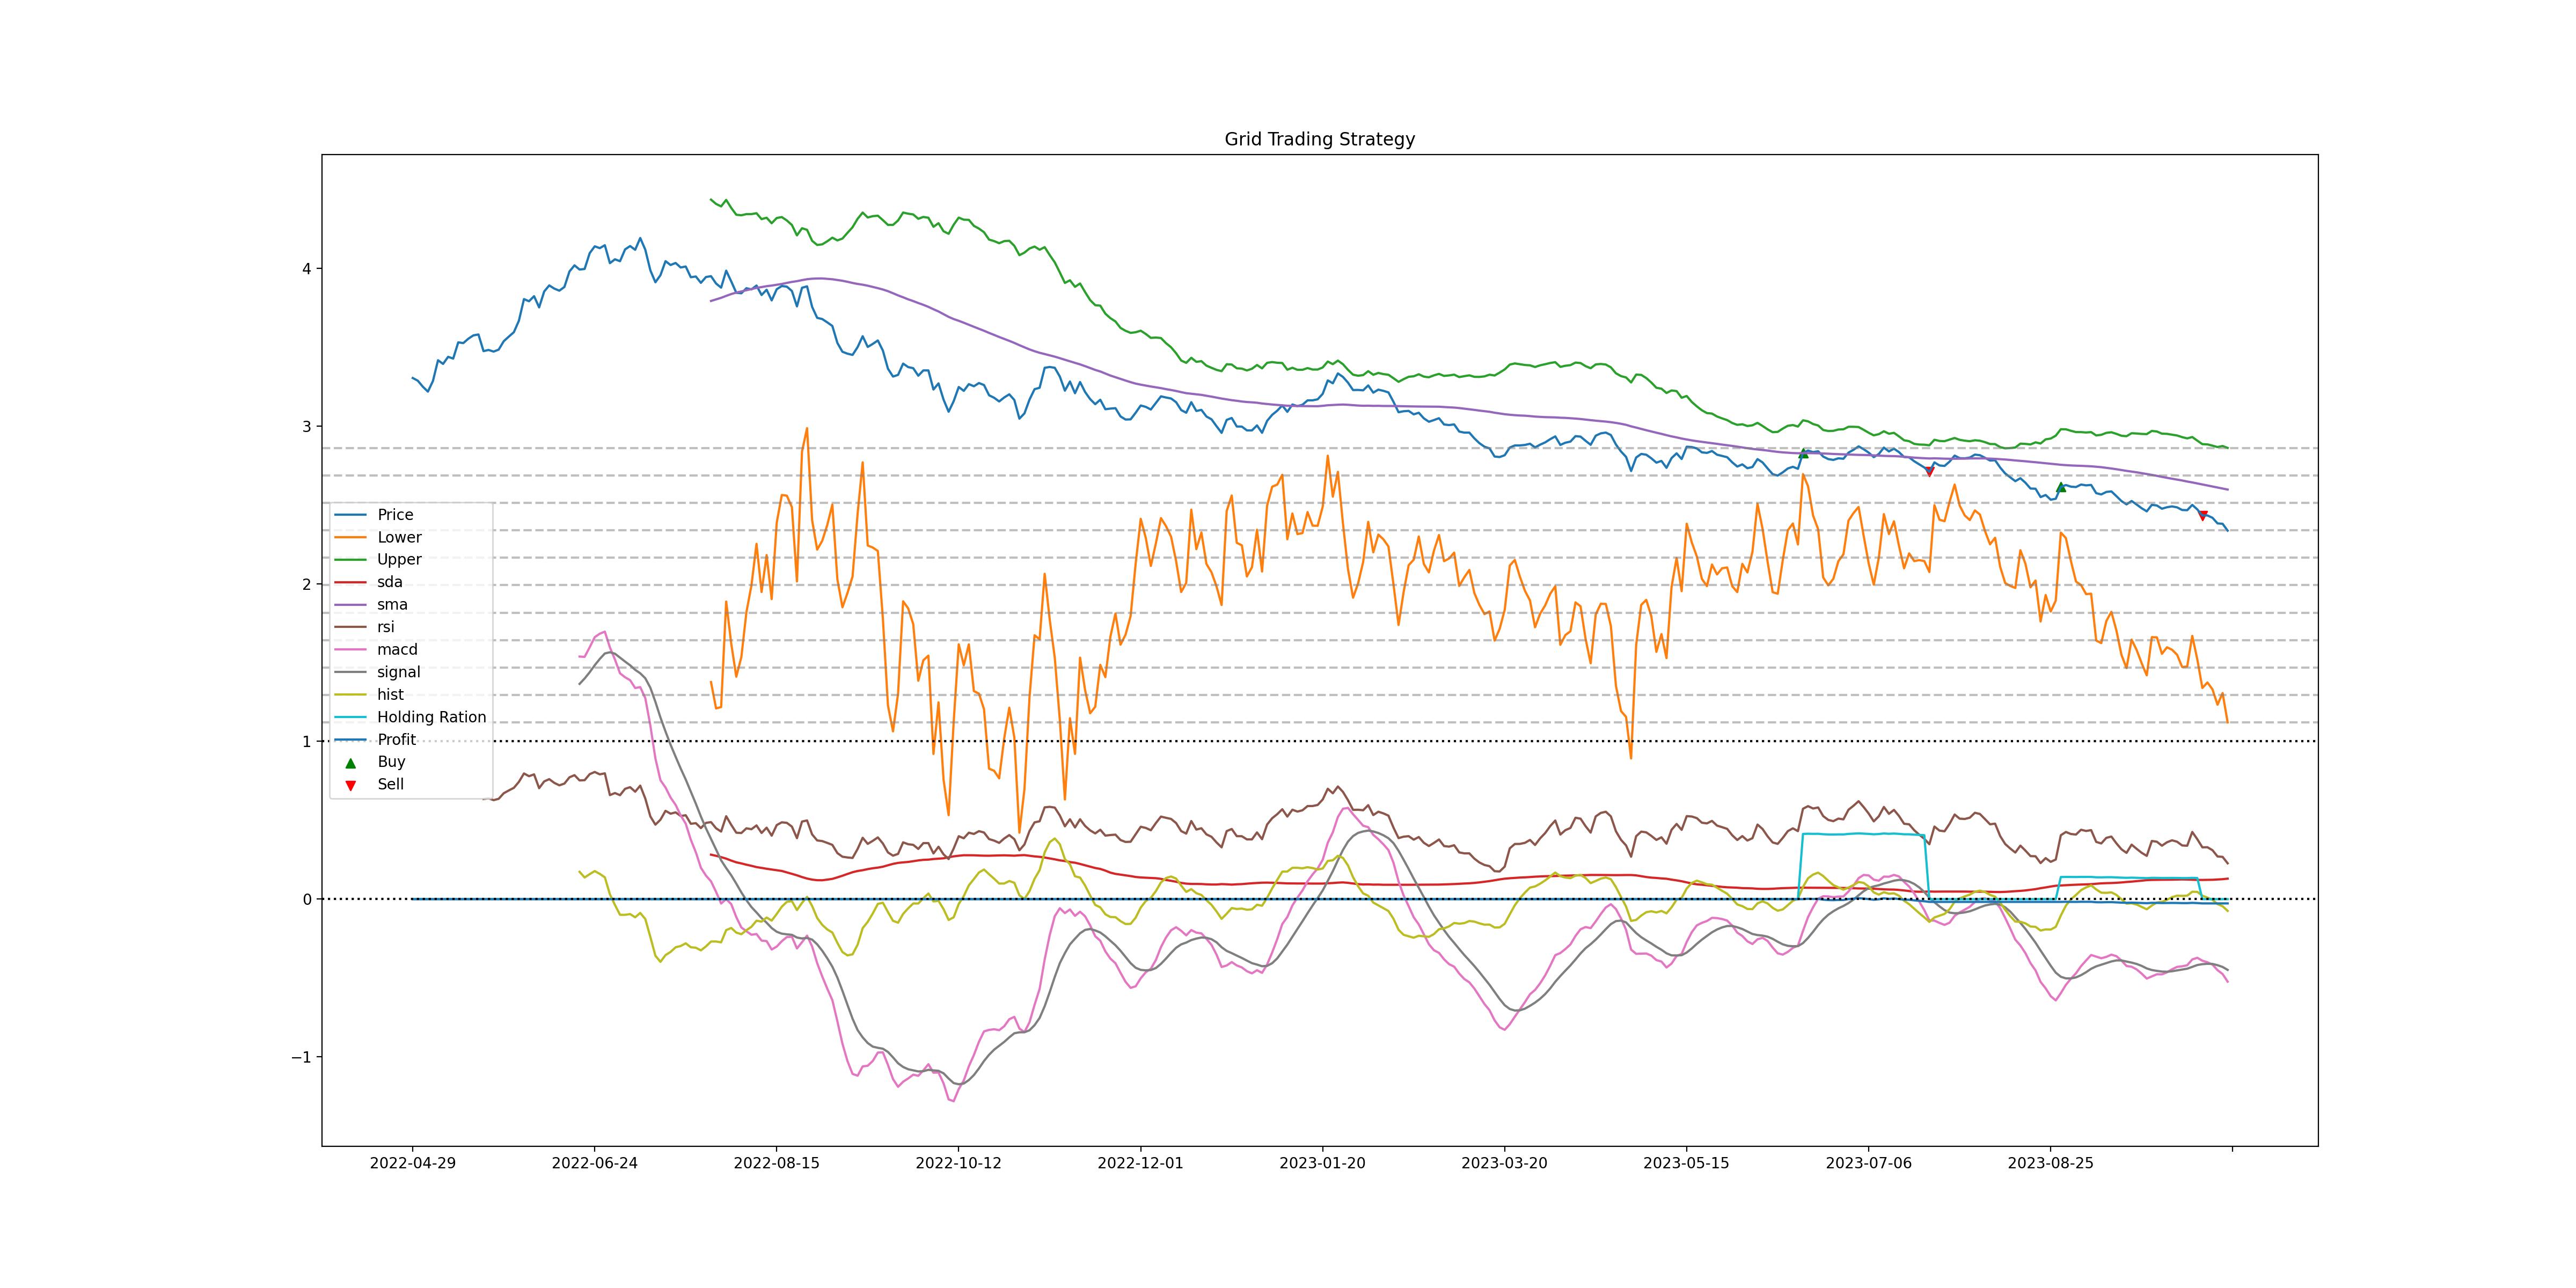 Grid Trading Strategy
4
3
2
1
0
−1
Price
Lower
Upper
sda
sma
rsi
macd
signal
hist
Holding Ration
Profit
Buy
Sell
2022-04-29
2022-06-24
2022-08-15
2022-10-12
2022-12-01
2023-01-20
2023-03-20
2023-05-15
2023-07-06
2023-08-25